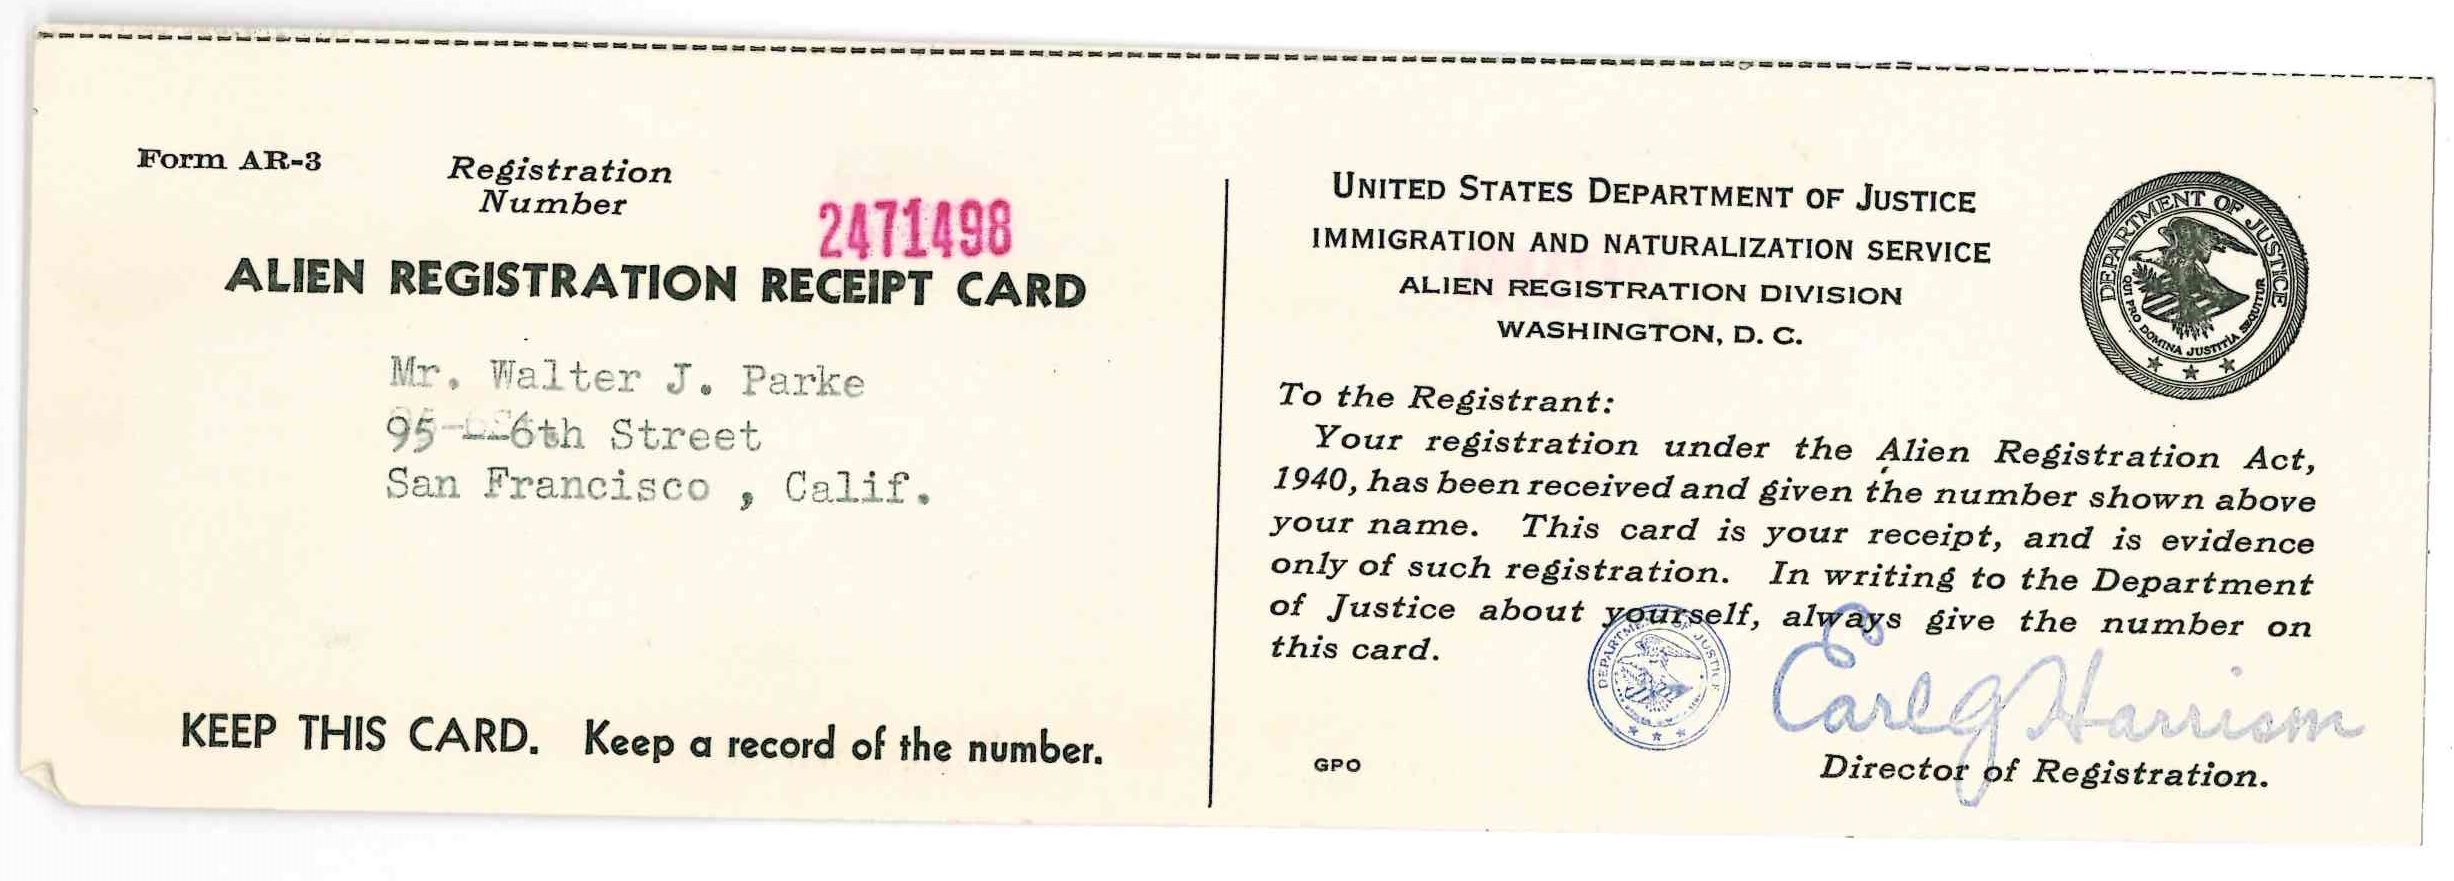 Form AR-3
Registration
Number
2471498
ALIEN REGISTRATION RECEIPT CARD
Mr. Walter J. Parke
95- 6th Street
San Francisco , Calif.
KEEP THIS CARD. Keep a record of the number.
UNITED STATES DEPARTMENT OF JUSTICE
IMMIGRATION AND NATURALIZATION SERVICE
ALIEN REGISTRATION DIVISION
WASHINGTON, D. C.
DEPARTMENT OF JUSTICE
QUI PRO DOMINA JUSTITIA SEQUITUR
To the Registrant:
Your registration under the Alien Registration Act,
1940, has been received and given the number shown above
your name. This card is your receipt, and is evidence
only of such registration. In writing to the Department
of Justice about yourself, always give the number on
this card.
DEPARTMENT OF JUSTICE
Earl G Harrison
GPO
Director of Registration.